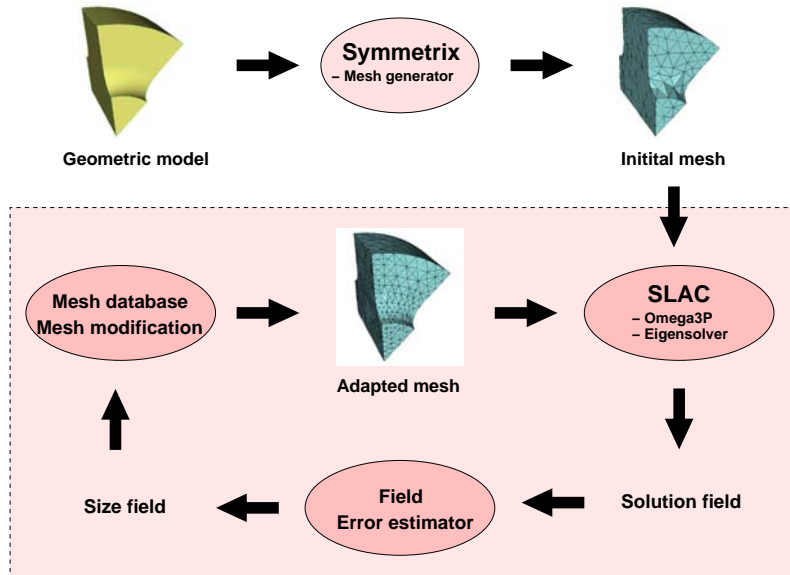 Symmetrix
– Mesh generator
Geometric model
Initital mesh
Mesh database
Mesh modification
SLAC
– Omega3P
– Eigensolver
Adapted mesh
Size field
Field
Error estimator
Solution field